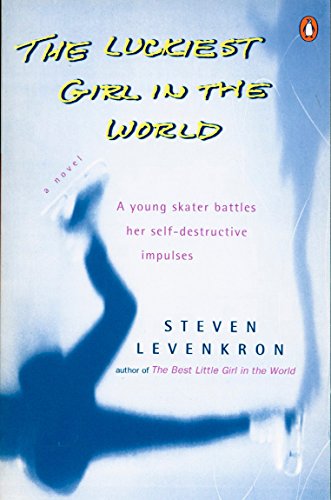 THE LUCKIEST
GIRL IN THE
WORLD
a novel
A young skater battles
her self-destructive
impulses
STEVEN
LEVENKRON
author of The Best Little Girl in the World